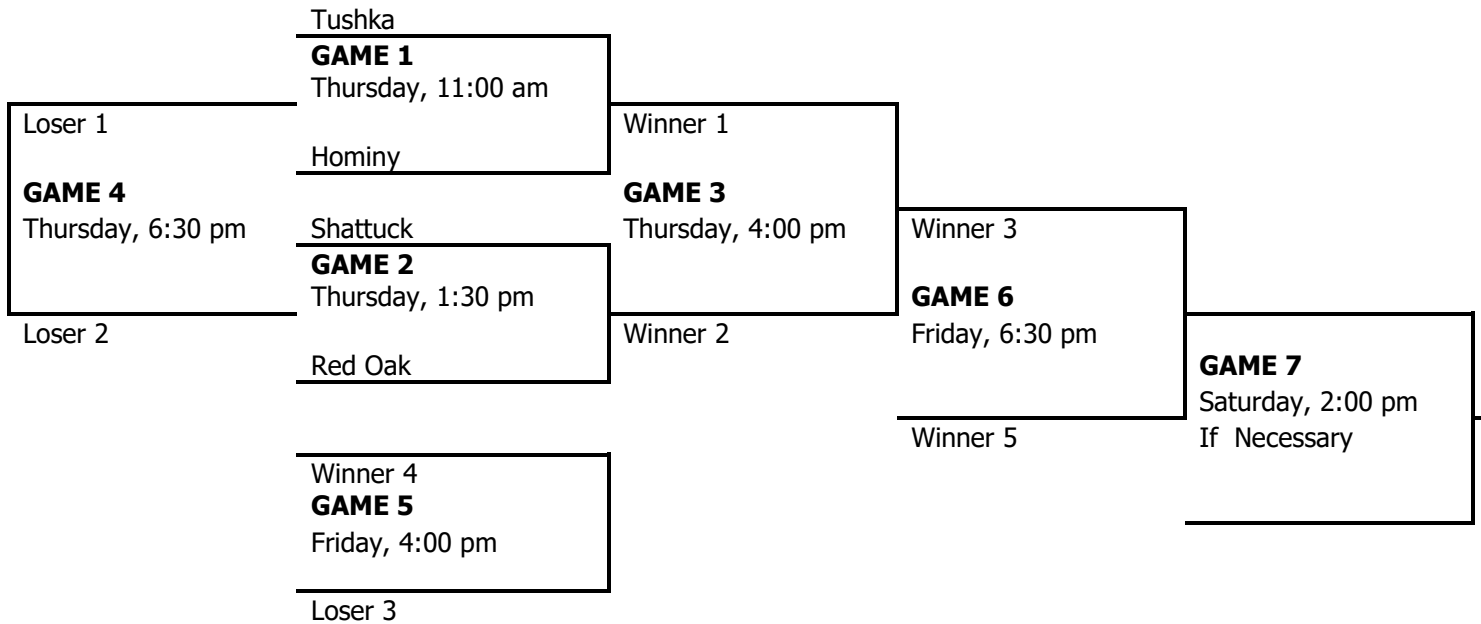 Tushka
GAME 1
Thursday, 11:00 am
Loser 1
Winner 1
Hominy
GAME 4
GAME 3
Thursday, 6:30 pm
Shattuck
Thursday, 4:00 pm
Winner 3
GAME 2
Thursday, 1:30 pm
GAME 6
Loser 2
Winner 2
Friday, 6:30 pm
Red Oak
GAME 7
Saturday, 2:00 pm
Winner 5
If Necessary
Winner 4
GAME 5
Friday, 4:00 pm
Loser 3